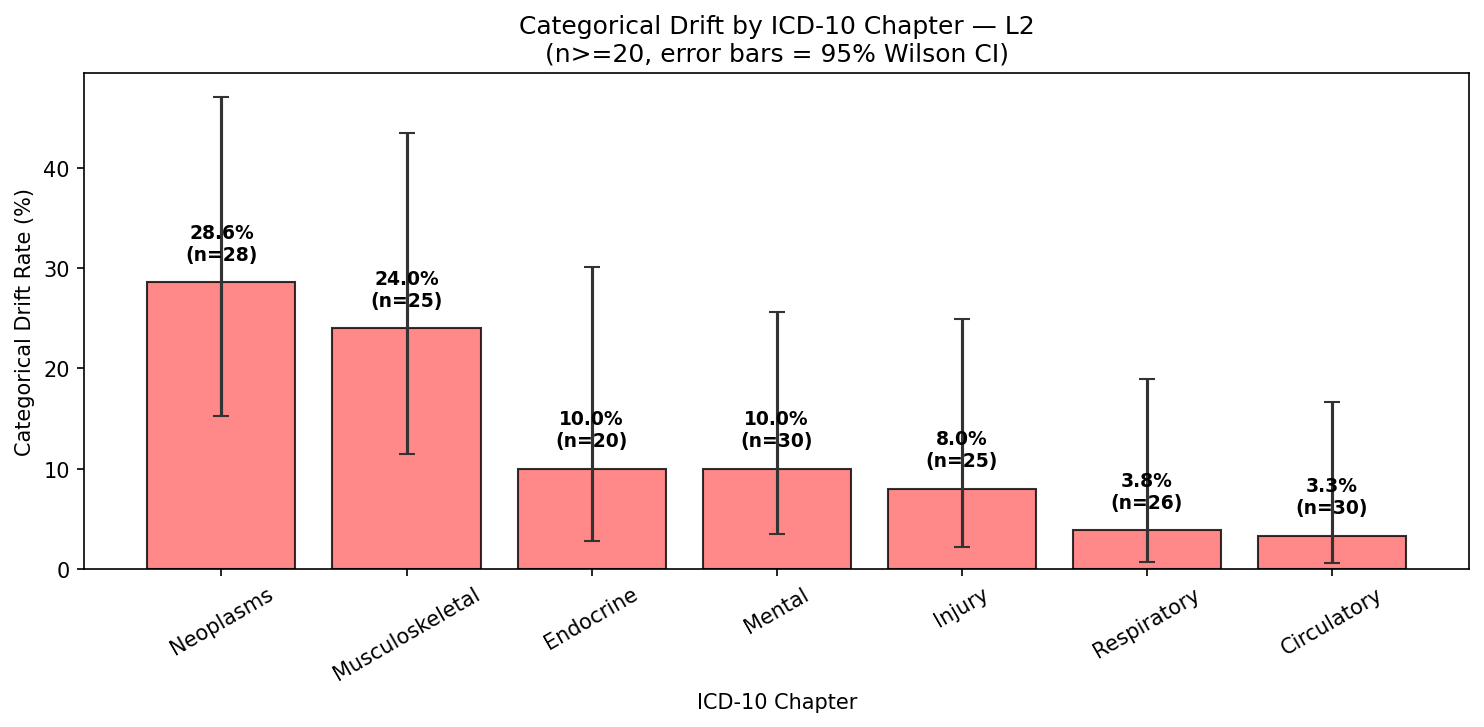 Categorical Drift by ICD-10 Chapter — L2
(n>=20, error bars = 95% Wilson CI)
Categorical Drift Rate (%)
40
30
20
10
0
28.6%
(n=28)
24.0%
(n=25)
10.0%
(n=20)
10.0%
(n=30)
8.0%
(n=25)
3.8%
(n=26)
3.3%
(n=30)
Neoplasms
Musculoskeletal
Endocrine
Mental
Injury
Respiratory
Circulatory
ICD-10 Chapter